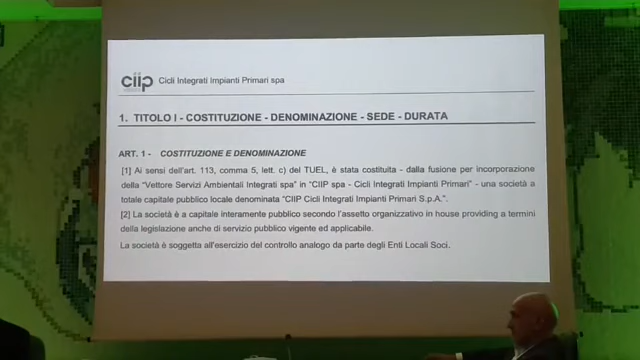 ciip Cicli Integrati Impianti Primari spa
1. TITOLO I - COSTITUZIONE - DENOMINAZIONE - SEDE - DURATA
ART. 1 - COSTITUZIONE E DENOMINAZIONE
[1] Ai sensi dell'art. 113, comma 5, lett. c) del TUEL, è stata costituita - dalla fusione per incorporazione
della "Vettore Servizi Ambientali Integrati spa" in "CIIP spa - Cicli Integrati Impianti Primari" - una società a
totale capitale pubblico locale denominata "CIIP Cicli Integrati Impianti Primari S.p.A.".
[2] La società è a capitale interamente pubblico secondo l'assetto organizzativo in house providing a termini
della legislazione anche di servizio pubblico vigente ed applicabile.
La società è soggetta all'esercizio del controllo analogo da parte degli Enti Locali Soci.